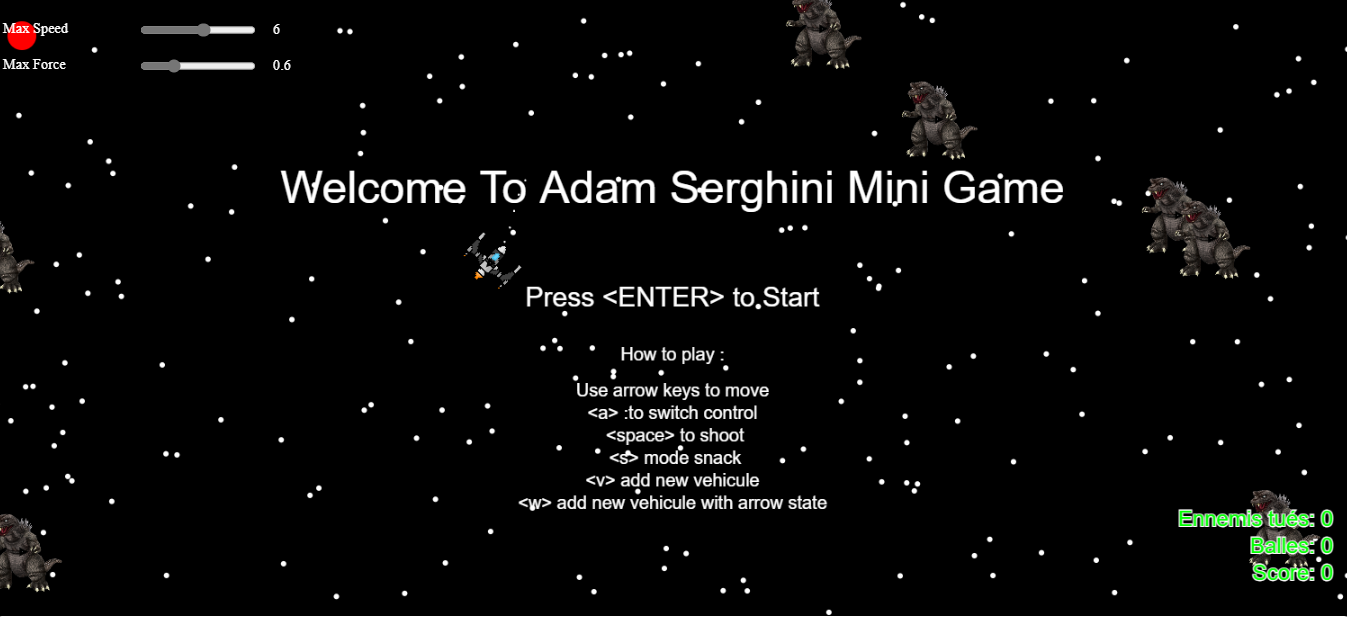 Max Speed 6
Max Force 0.6
Welcome To Adam Serghini Mini Game
Press <ENTER> to Start
How to play :
Use arrow keys to move
<a> :to switch control
<space> to shoot
<s> mode snack
<v> add new vehicule
<w> add new vehicule with arrow state
Ennemis tués: 0
Balles: 0
Score: 0